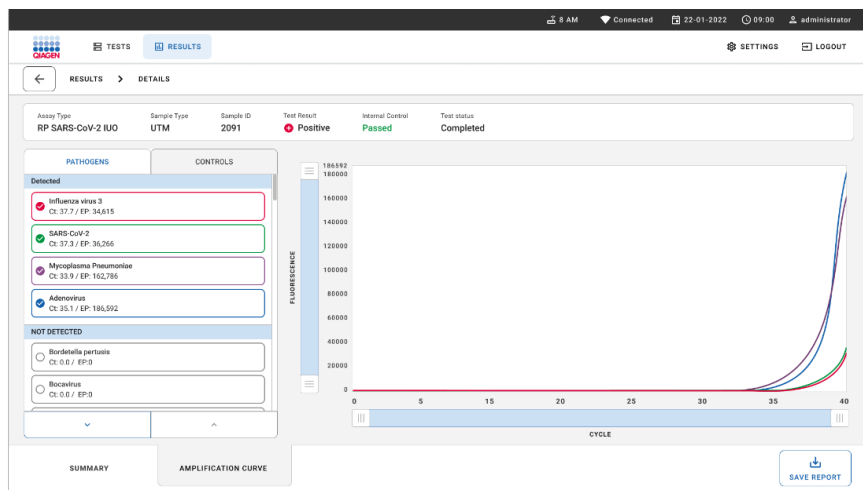 8 AM Connected 22-01-2022 09:00 administrator
QIAGEN TESTS RESULTS SETTINGS LOGOUT
RESULTS > DETAILS
Assay Type Sample Type Sample ID Test Result Internal Control Test status
RP SARS-CoV-2 IUO UTM 2091 Positive Passed Completed
PATHOGENS CONTROLS
Detected
Influenza virus 3
Ct: 37.7 / EP: 34,615
SARS-CoV-2
Ct: 37.3 / EP: 36,266
Mycoplasma Pneumoniae
Ct: 33.9 / EP: 162,786
Adenovirus
Ct: 35.1 / EP: 186,592
NOT DETECTED
Bordetella pertusis
Ct: 0.0 / EP:0
Bocavirus
Ct: 0.0 / EP:0
FLUORESCENCE
186592
180000
160000
140000
120000
100000
80000
60000
40000
20000
0
0 5 15 20 25 30 35 40
CYCLE
SUMMARY AMPLIFICATION CURVE SAVE REPORT